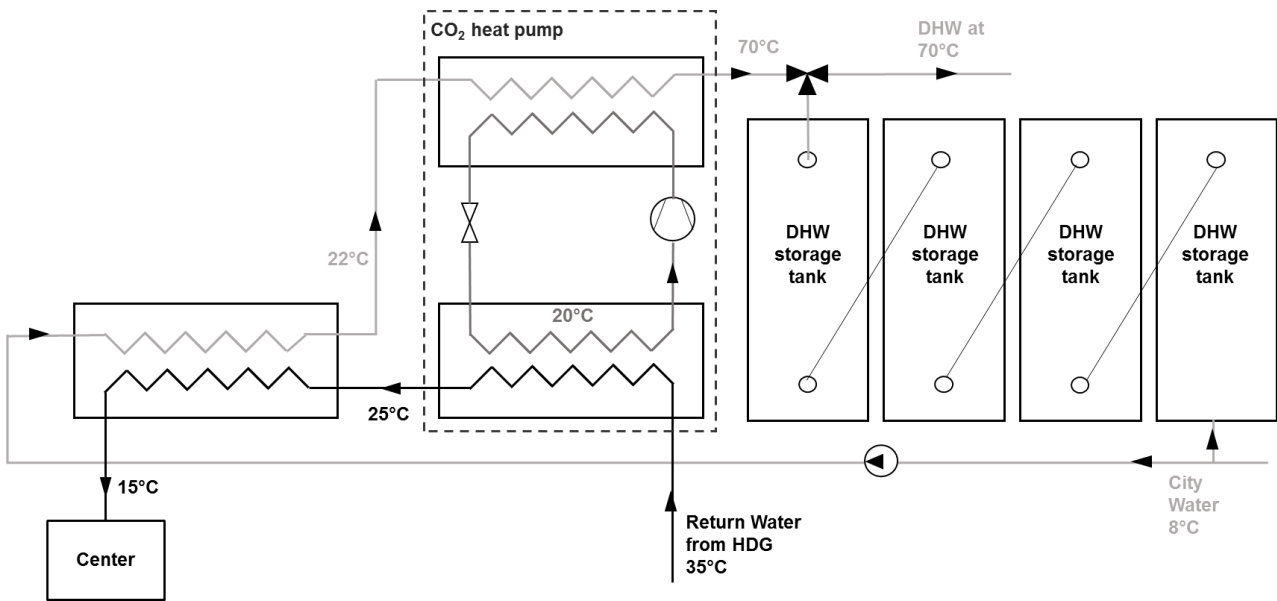 CO₂ heat pump
70°C
DHW at
70°C
DHW
storage
tank
DHW
storage
tank
DHW
storage
tank
DHW
storage
tank
22°C
20°C
25°C
15°C
Center
Return Water
from HDG
35°C
City
Water
8°C